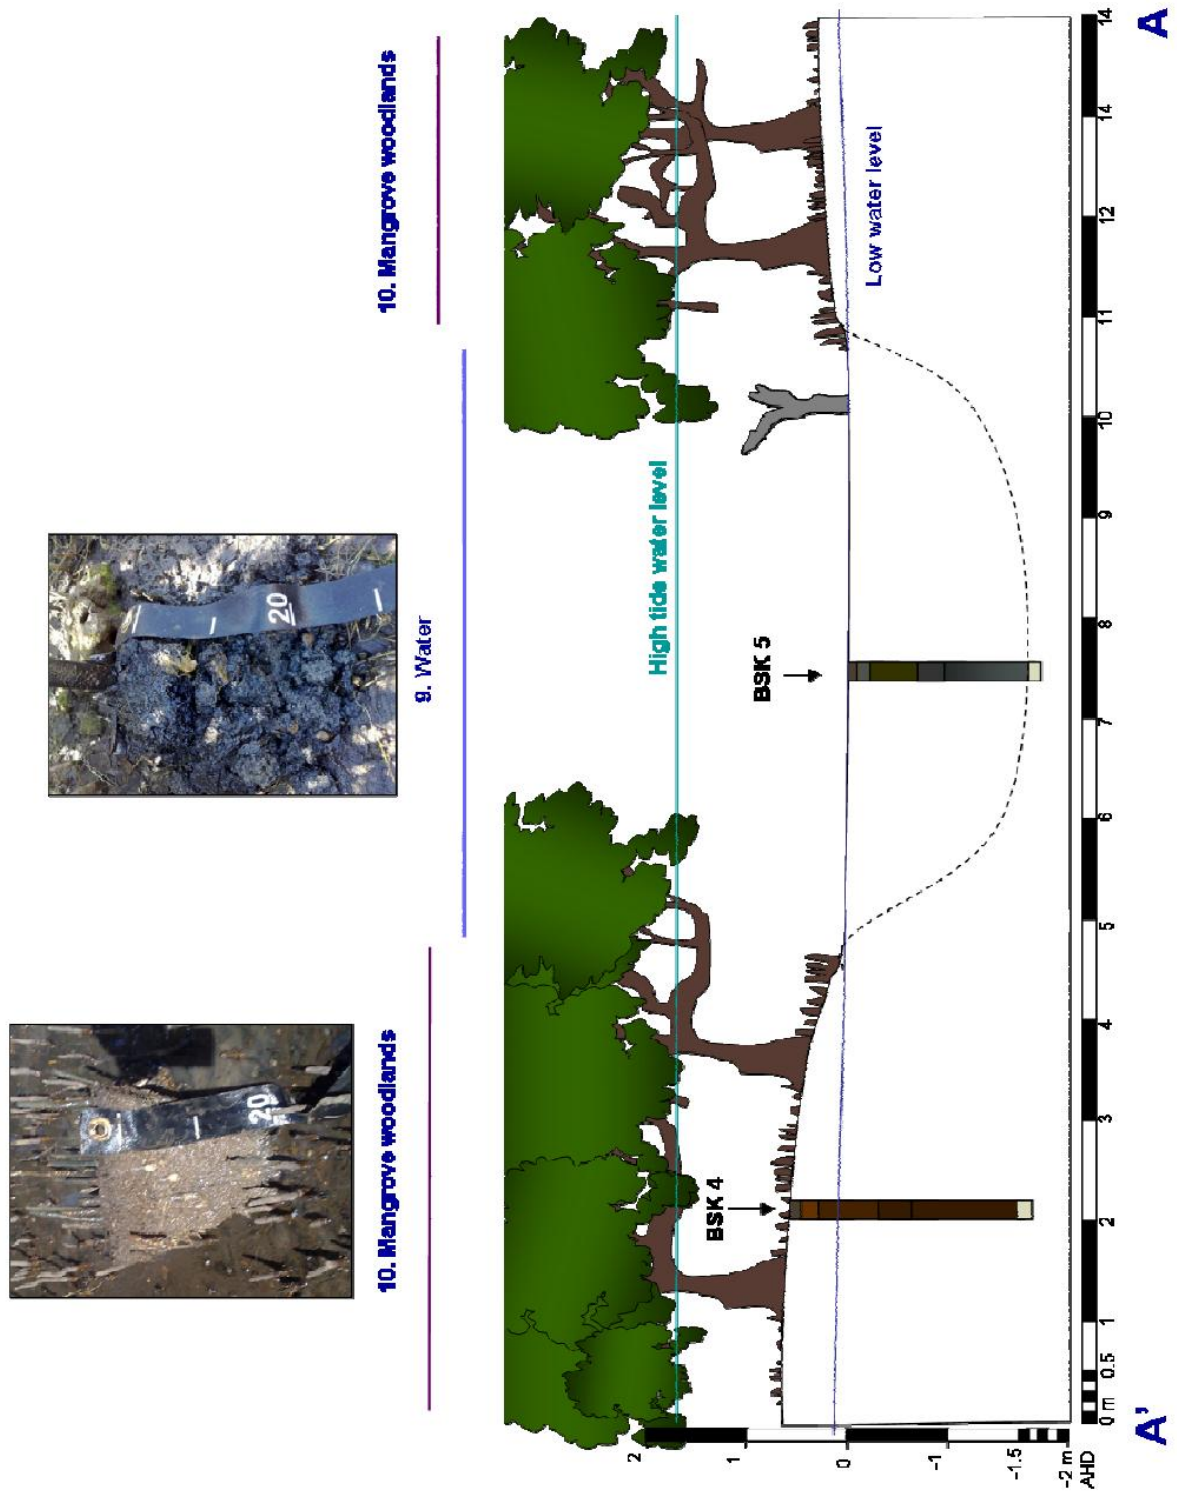 20
20
10. Mangrove woodlands
9. Water
10. Mangrove woodlands
High tide water level
BSK 4
BSK 5
Low water level
2
1
0
-1
-1.5
-2 m
AHD
0 m 0.5 1 2 3 4 5 6 7 8 9 10 11 12 14 14
A'
A